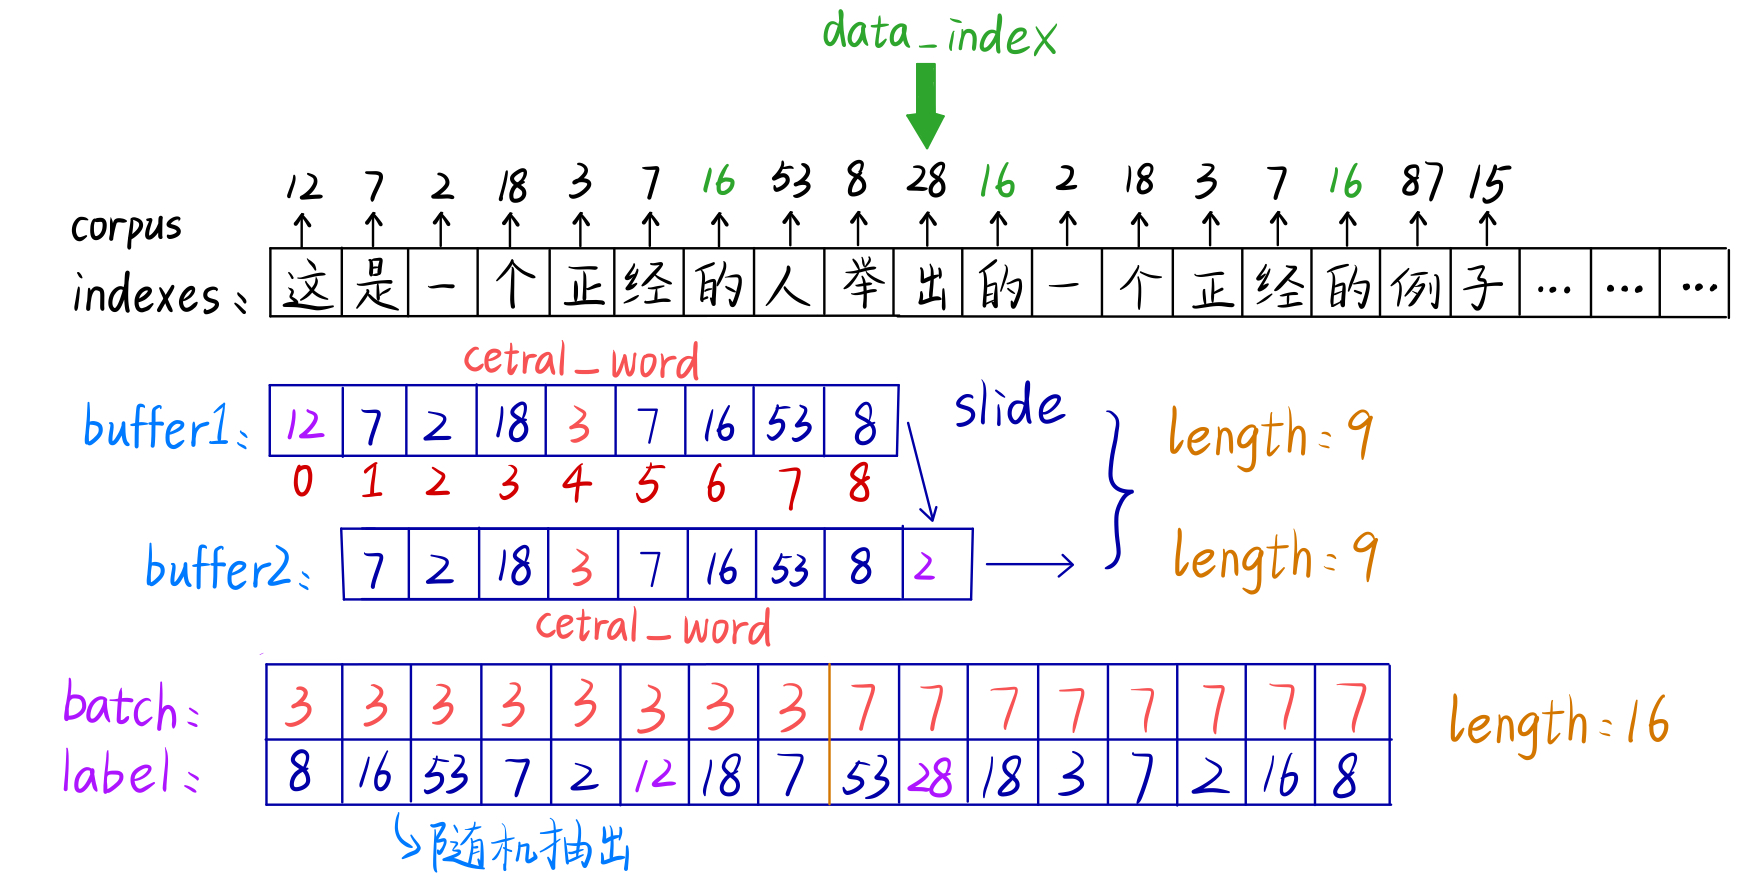 data_index
12 7 2 18 3 7 16 53 8 28 16 2 18 3 7 16 87 15
corpus
indexes: 这 是 一 个 正 经 的 人 举 出 的 一 个 正 经 的 例 子 ... ... ...
cetral_word
buffer1: 12 7 2 18 3 7 16 53 8 slide length: 9
0 1 2 3 4 5 6 7 8
buffer2: 7 2 18 3 7 16 53 8 2 length: 9
cetral_word
batch: 3 3 3 3 3 3 3 3 7 7 7 7 7 7 7 7 length: 16
label: 8 16 53 7 2 12 18 7 53 28 18 3 7 2 16 8
随机抽出